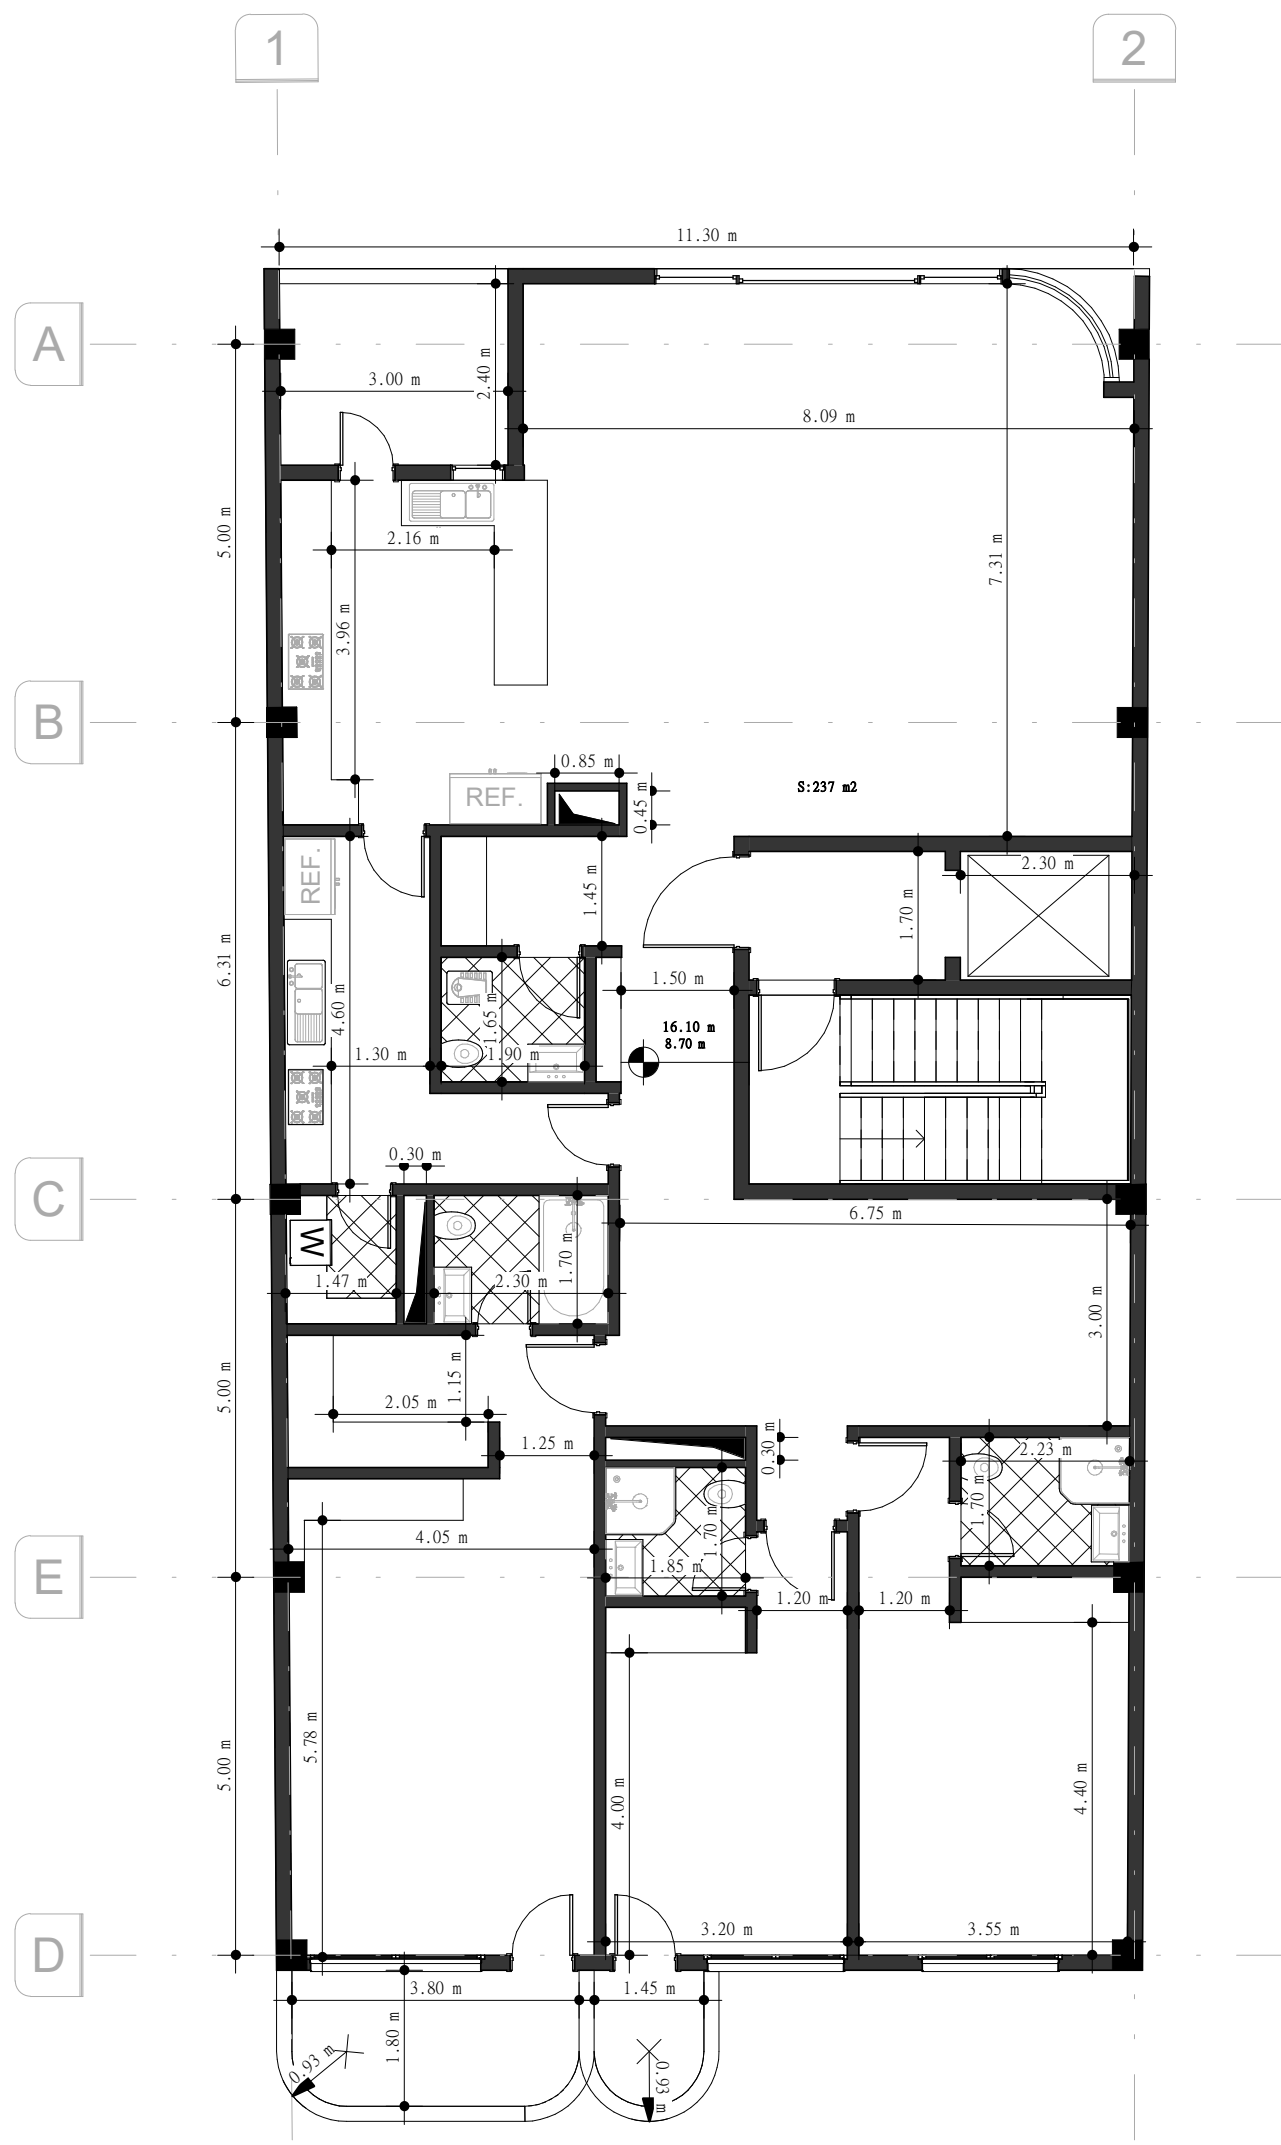 1
2
11.30 m
A
3.00 m
2.40 m
8.09 m
5.00 m
2.16 m
7.31 m
3.96 m
B
0.85 m
S:237 m2
REF.
0.45 m
REF.
2.30 m
1.45 m
1.70 m
6.31 m
1.50 m
4.60 m
1.65 m
16.10 m
8.70 m
1.30 m
1.90 m
0.30 m
C
6.75 m
W
1.70 m
1.47 m
2.30 m
3.00 m
5.00 m
1.15 m
2.05 m
1.25 m
0.30 m
2.23 m
1.70 m
4.05 m
1.70 m
E
1.85 m
1.20 m
1.20 m
5.78 m
5.00 m
4.00 m
4.40 m
3.20 m
3.55 m
D
3.80 m
1.45 m
1.80 m
0.93 m
0.93 m